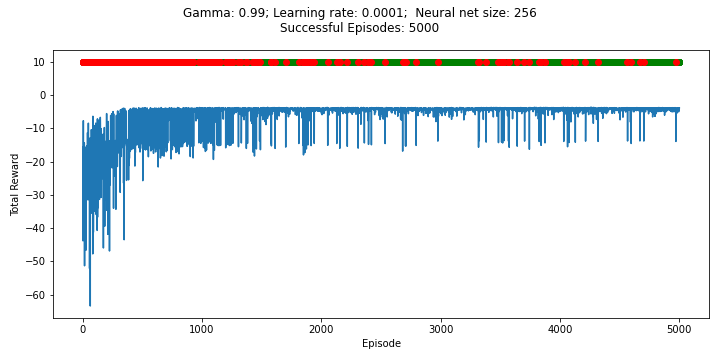 Gamma: 0.99; Learning rate: 0.0001;  Neural net size: 256
Successful Episodes: 5000
10
0
−10
−20
−30
−40
−50
−60
Total Reward
0 1000 2000 3000 4000 5000
Episode